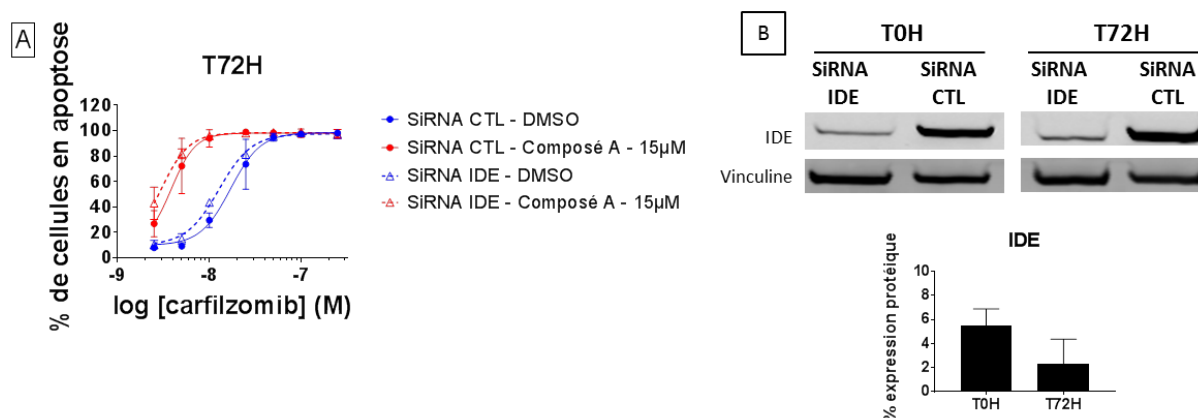 A
T72H
% de cellules en apoptose
120
100
80
60
40
20
0
-9
-8
-7
log [carfilzomib] (M)
SiRNA CTL - DMSO
SiRNA CTL - Composé A - 15µM
SiRNA IDE - DMSO
SiRNA IDE - Composé A - 15µM
B
T0H
T72H
SiRNA IDE
SiRNA CTL
SiRNA IDE
SiRNA CTL
IDE
Vinculine
IDE
% expression protéique
10
8
6
4
2
0
T0H
T72H